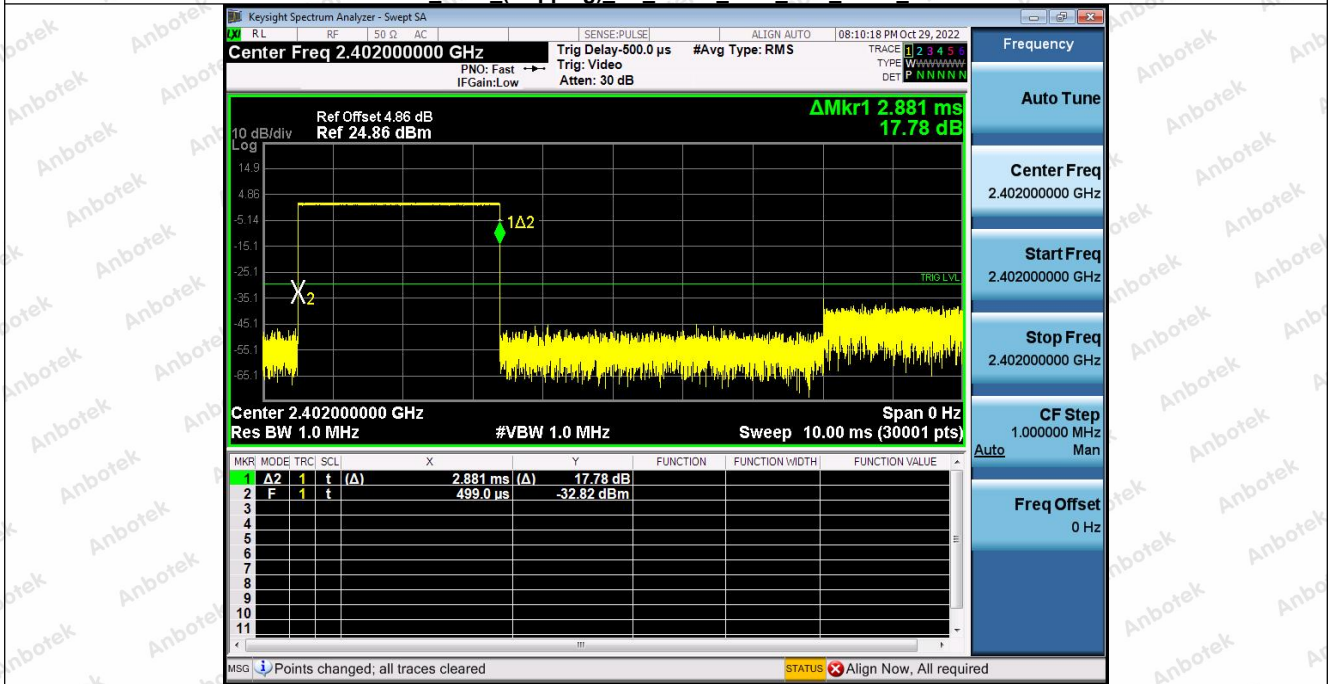 Keysight Spectrum Analyzer - Swept SA
LXI RL RF 50 Ω AC SENSE:PULSE ALIGN AUTO 08:10:18 PM Oct 29, 2022
Center Freq 2.402000000 GHz
PNO: Fast
IFGain:Low
Trig Delay-500.0 µs
Trig: Video
Atten: 30 dB
#Avg Type: RMS
TRACE 1 2 3 4 5 6
TYPE WWWWWW
DET P N N N N N
Ref Offset 4.86 dB
10 dB/div Ref 24.86 dBm
Log
ΔMkr1 2.881 ms
17.78 dB
14.9
4.86
-5.14
-15.1
-25.1
-35.1
-45.1
-55.1
-65.1
1Δ2
X2
TRIG LVL
Center 2.402000000 GHz Span 0 Hz
Res BW 1.0 MHz #VBW 1.0 MHz Sweep 10.00 ms (30001 pts)
MKR MODE TRC SCL X Y FUNCTION FUNCTION WIDTH FUNCTION VALUE
1 Δ2 1 t (Δ) 2.881 ms (Δ) 17.78 dB
2 F 1 t 499.0 µs -32.82 dBm
3
4
5
6
7
8
9
10
11
MSG Points changed; all traces cleared STATUS Align Now, All required
Frequency
Auto Tune
Center Freq
2.402000000 GHz
Start Freq
2.402000000 GHz
Stop Freq
2.402000000 GHz
CF Step
1.000000 MHz
Auto Man
Freq Offset
0 Hz
Anbotek